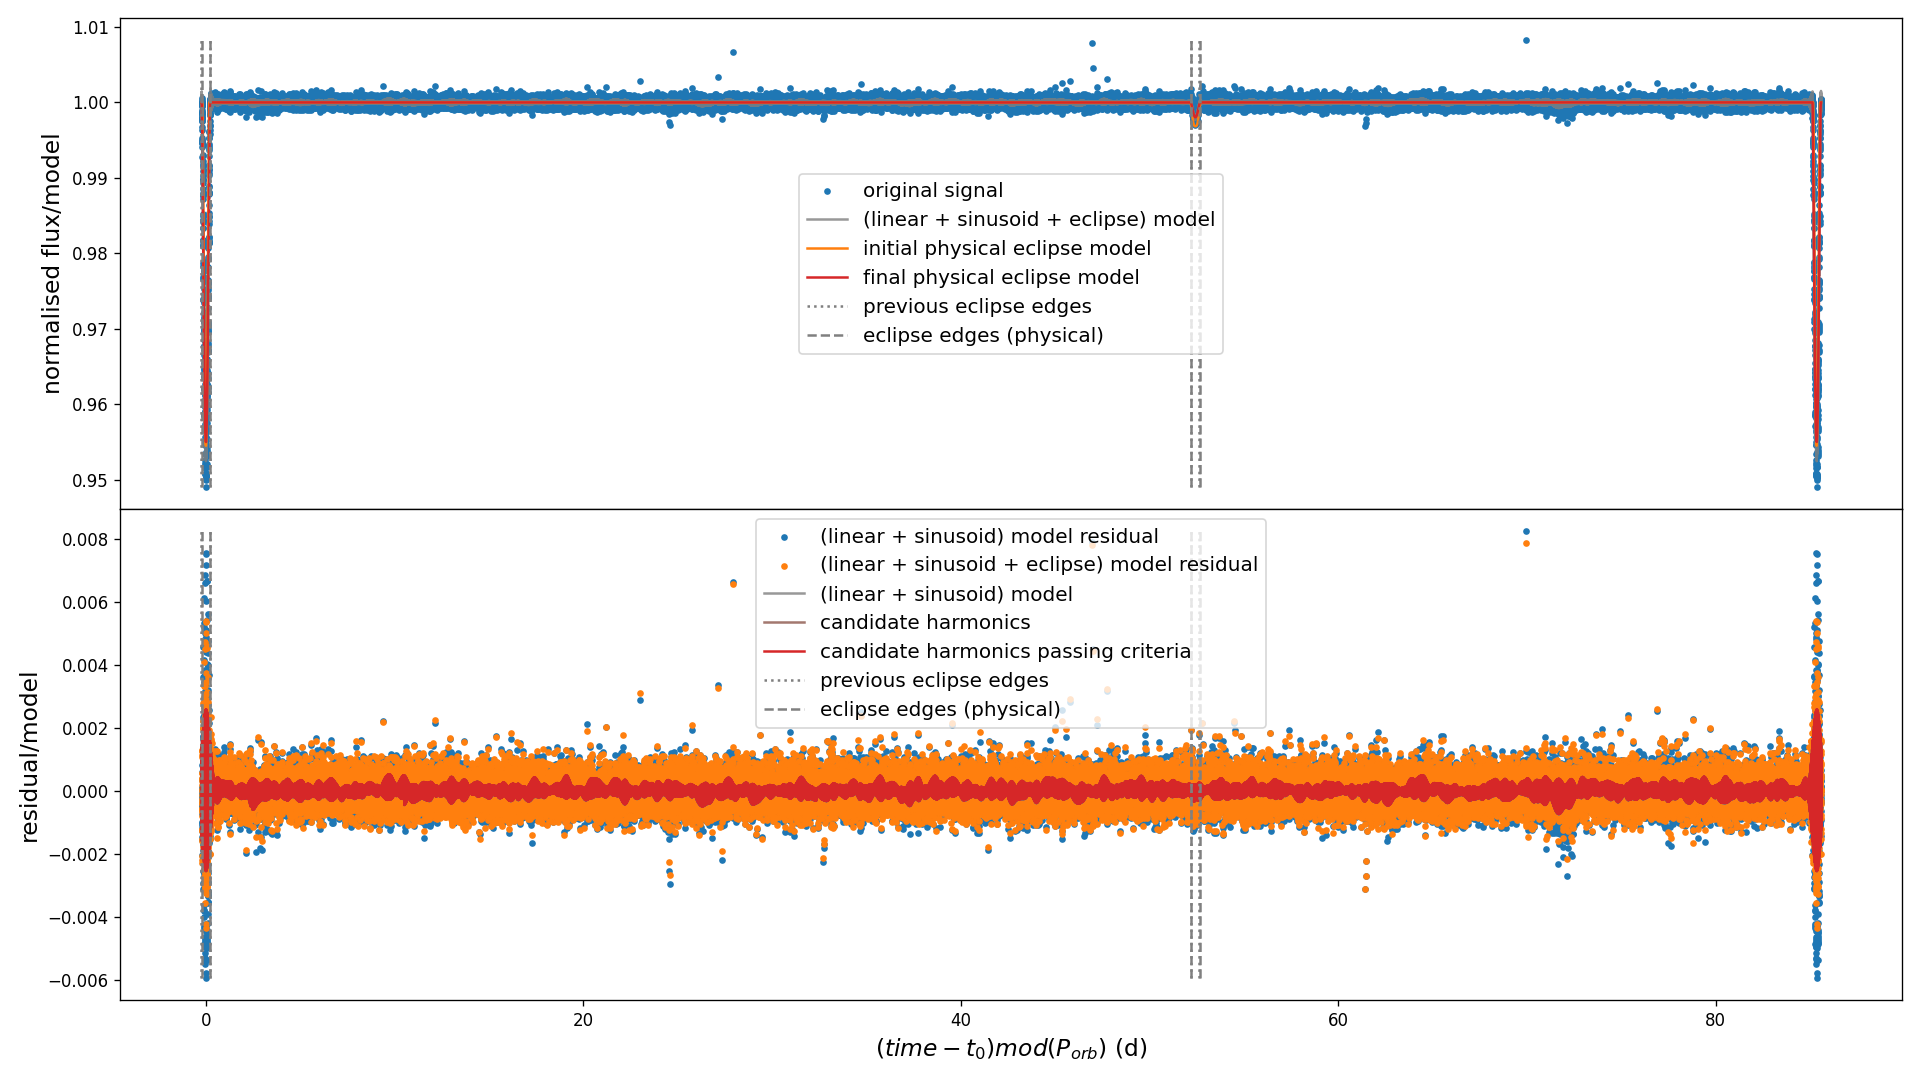 1.01
1.00
0.99
0.98
0.97
0.96
0.95
normalised flux/model
original signal
(linear + sinusoid + eclipse) model
initial physical eclipse model
final physical eclipse model
previous eclipse edges
eclipse edges (physical)
0.008
0.006
0.004
0.002
0.000
−0.002
−0.004
−0.006
residual/model
(linear + sinusoid) model residual
(linear + sinusoid + eclipse) model residual
(linear + sinusoid) model
candidate harmonics
candidate harmonics passing criteria
previous eclipse edges
eclipse edges (physical)
0 20 40 60 80
(time − t₀)mod(Pₒᵣb) (d)